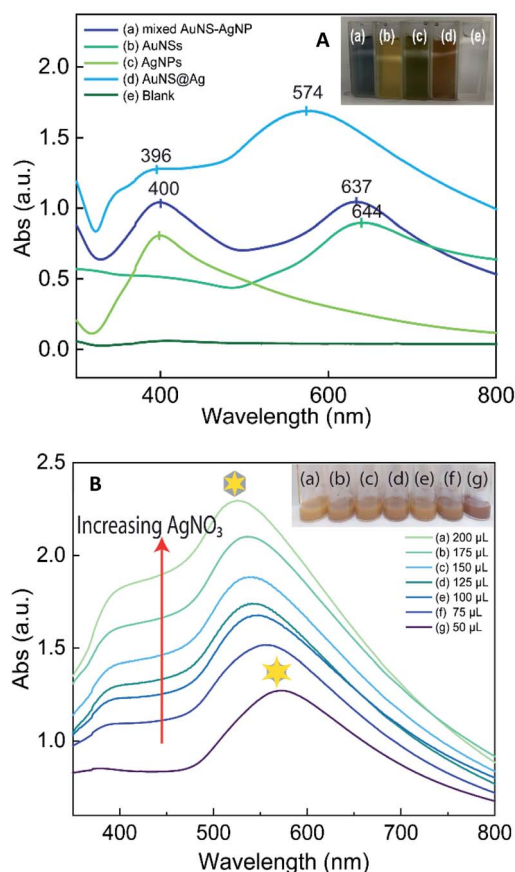 (a) mixed AuNS-AgNP
(b) AuNSs
(c) AgNPs
(d) AuNS@Ag
(e) Blank
A
(a) (b) (c) (d) (e)
574
396
400
637
644
2.0
1.5
1.0
0.5
0.0
Abs (a.u.)
400 600 800
Wavelength (nm)
B
(a) (b) (c) (d) (e) (f) (g)
Increasing AgNO₃
(a) 200 µL
(b) 175 µL
(c) 150 µL
(d) 125 µL
(e) 100 µL
(f) 75 µL
(g) 50 µL
2.5
2.0
1.5
1.0
Abs (a.u.)
400 500 600 700 800
Wavelength (nm)